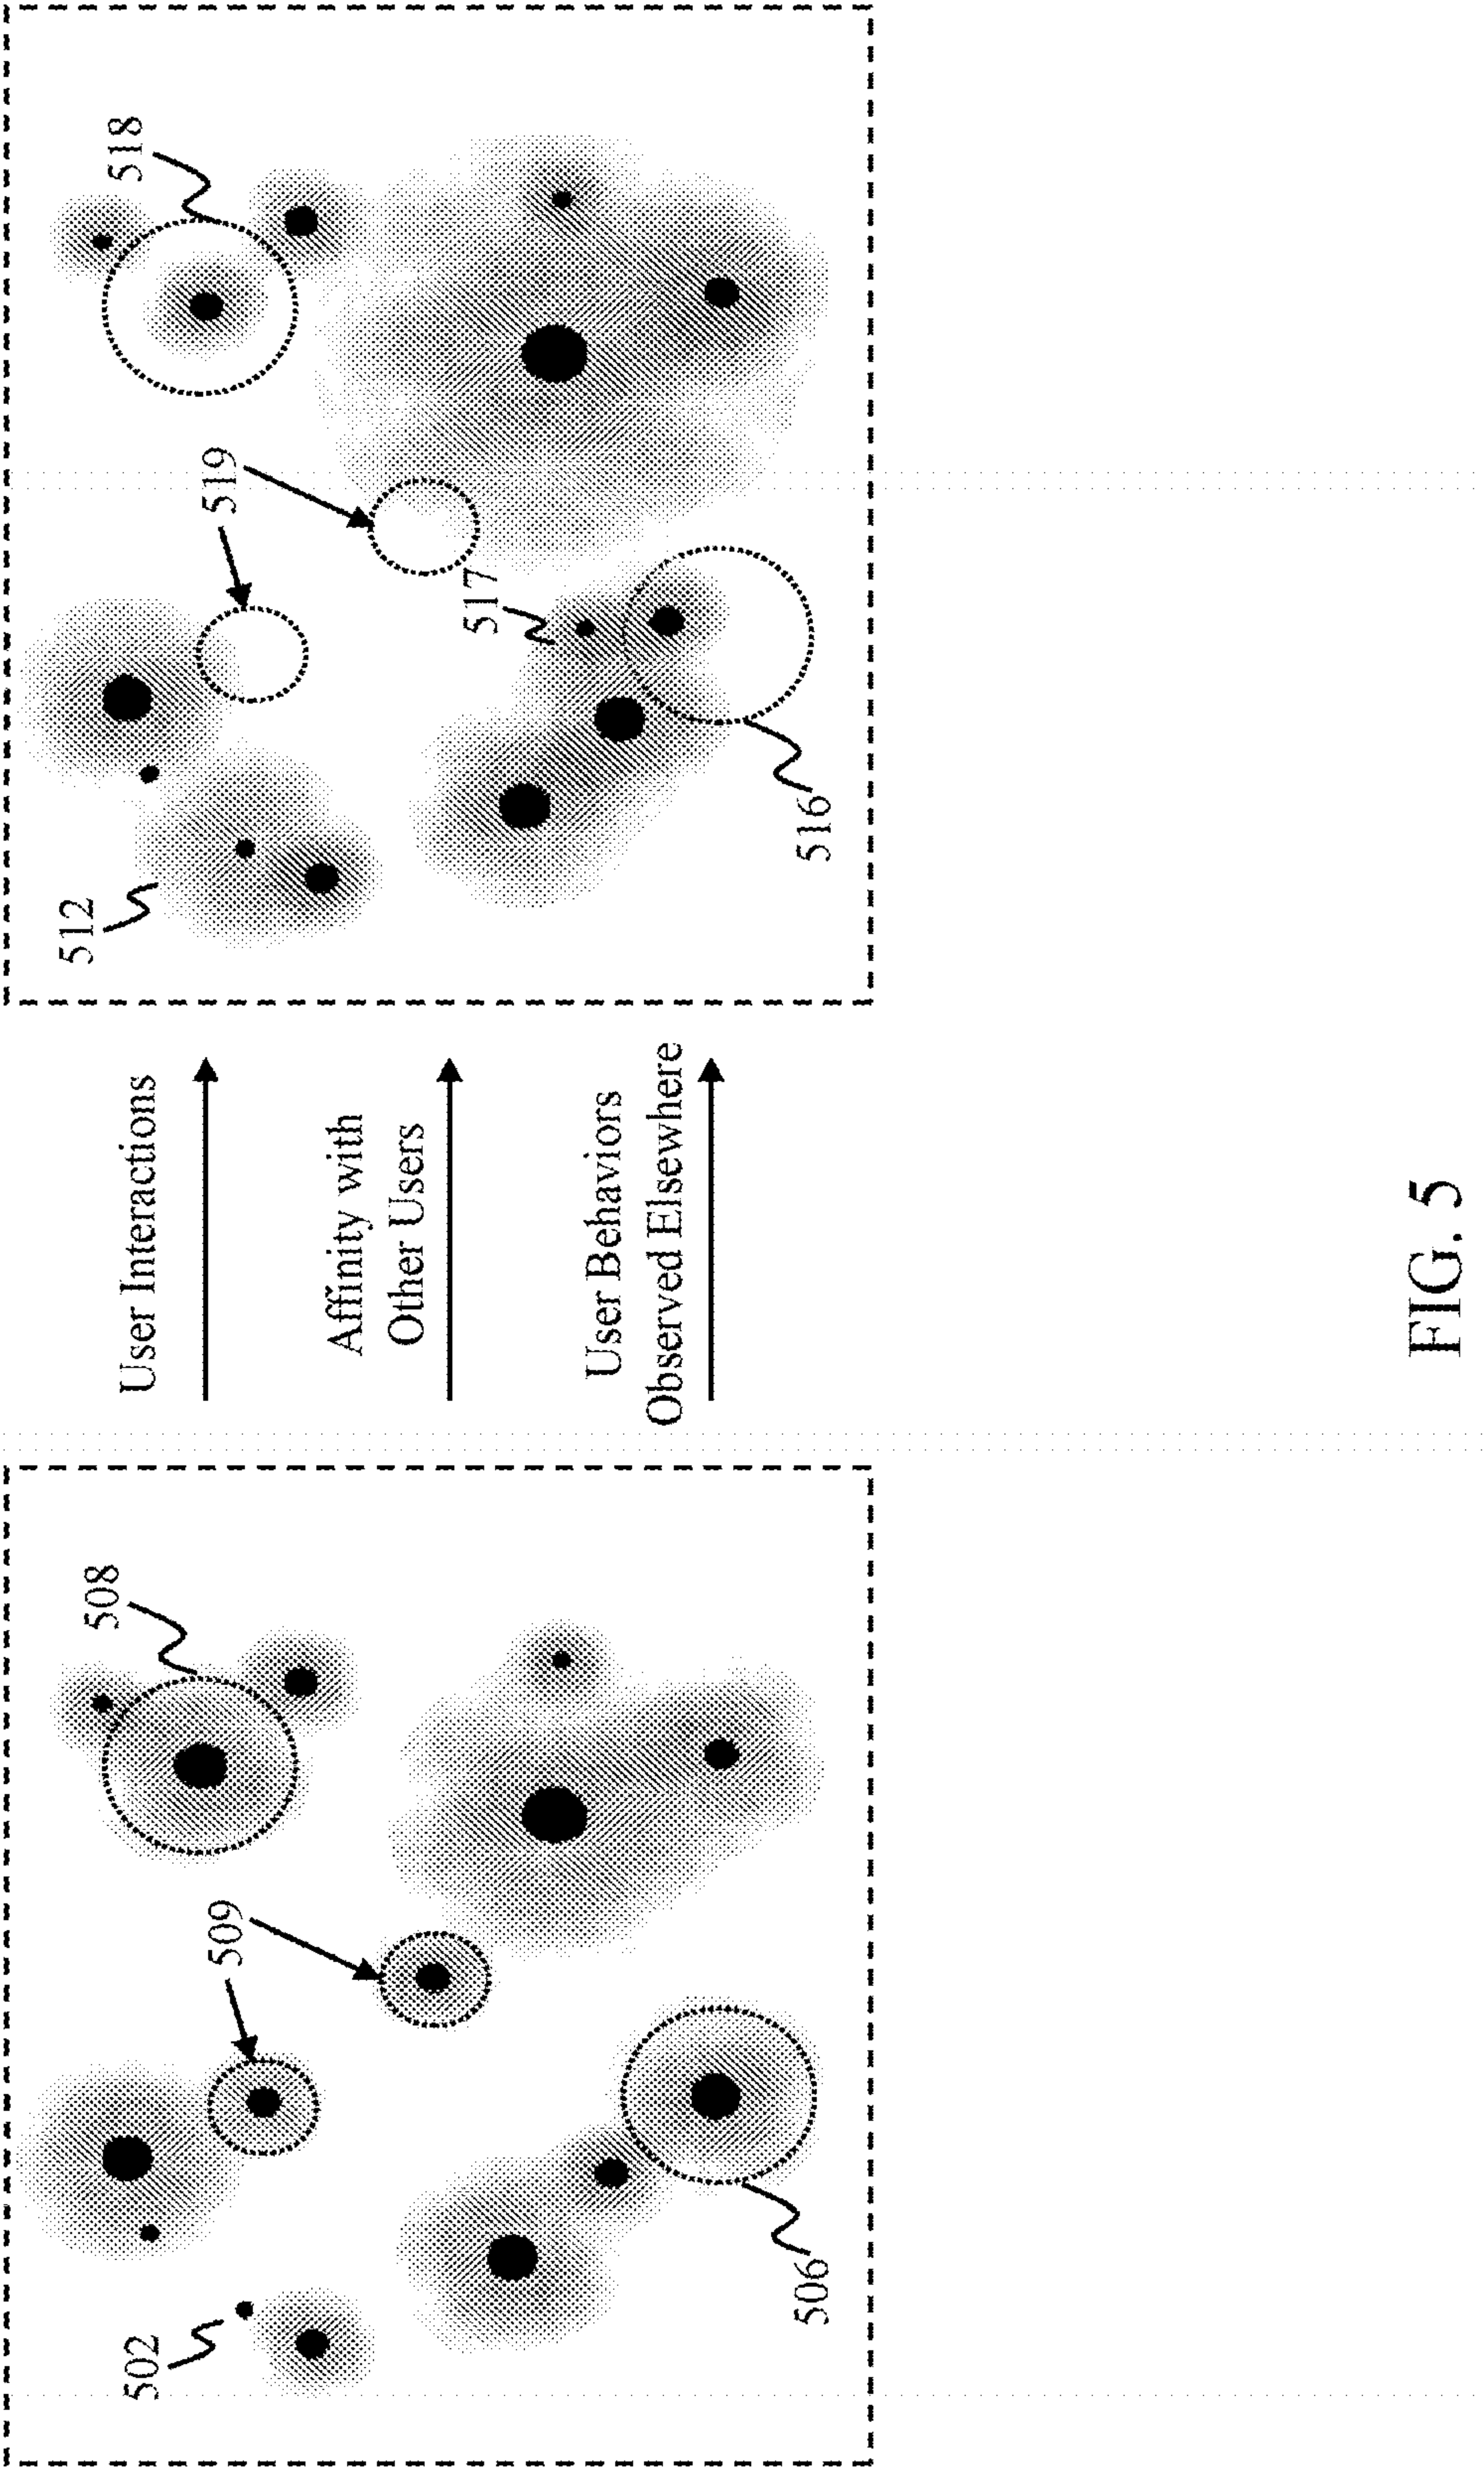 502
506
508
509
User Interactions
Affinity with
Other Users
User Behaviors
Observed Elsewhere
512
516
517
518
519
FIG. 5